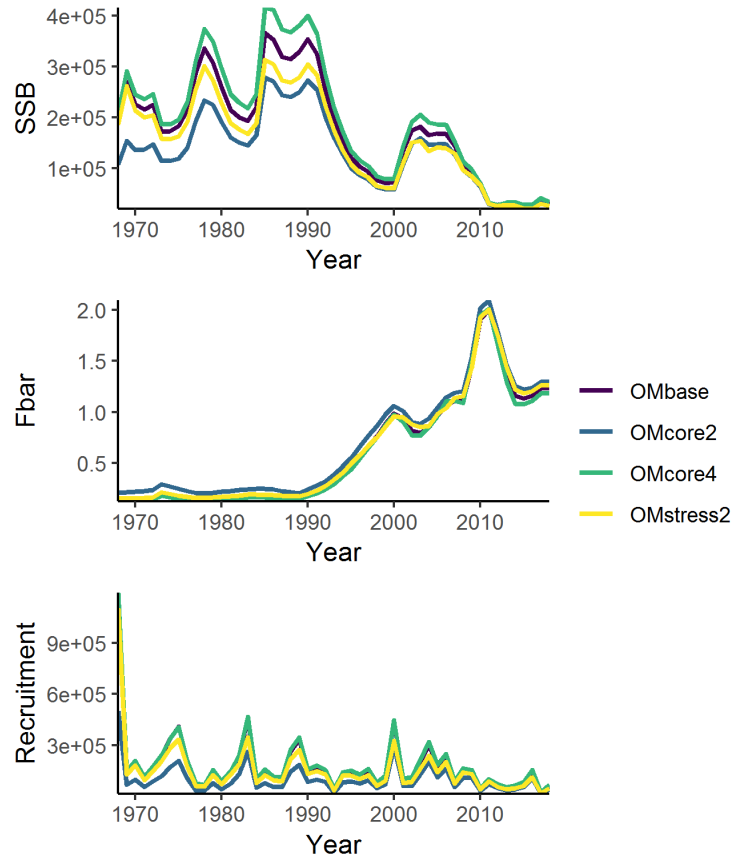 4e+05
3e+05
2e+05
1e+05
SSB
1970 1980 1990 2000 2010
Year
2.0
1.5
1.0
0.5
Fbar
1970 1980 1990 2000 2010
Year
OMbase
OMcore2
OMcore4
OMstress2
9e+05
6e+05
3e+05
Recruitment
1970 1980 1990 2000 2010
Year